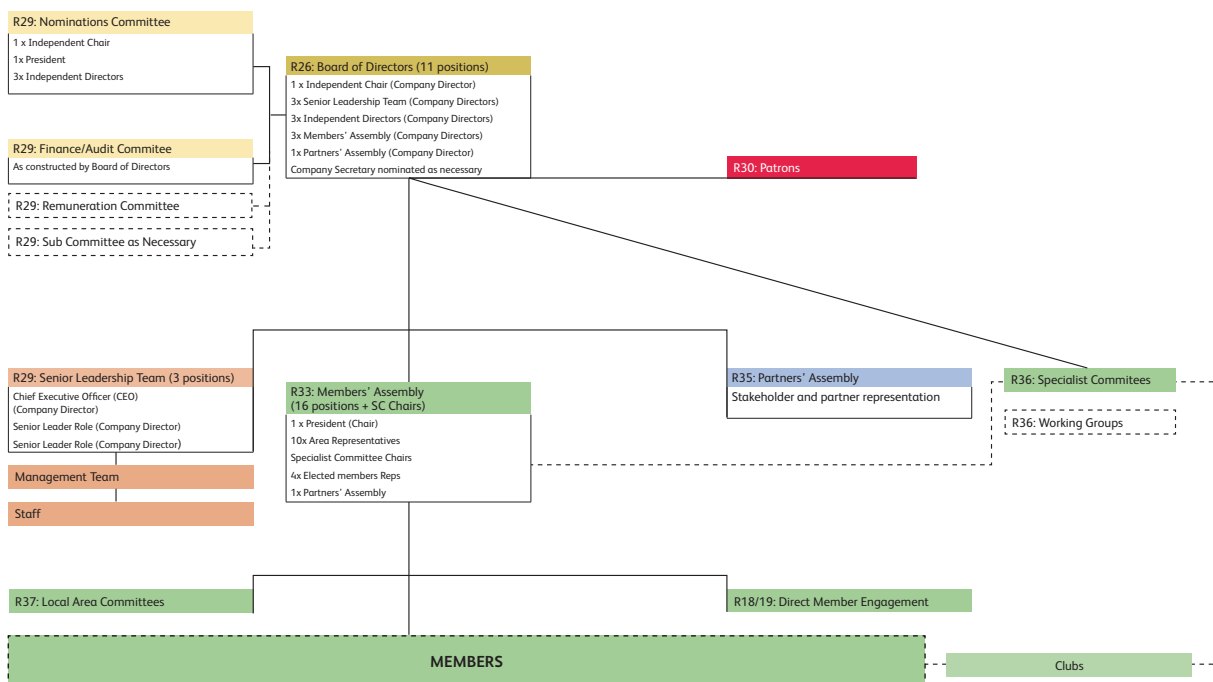 R29: Nominations Committee
1 x Independent Chair
1x President
3x Independent Directors
R26: Board of Directors (11 positions)
1 x Independent Chair (Company Director)
3x Senior Leadership Team (Company Directors)
3x Independent Directors (Company Directors)
3x Members' Assembly (Company Directors)
1x Partners' Assembly (Company Director)
Company Secretary nominated as necessary
R29: Finance/Audit Commitee
As constructed by Board of Directors
R30: Patrons
R29: Remuneration Committee
R29: Sub Committee as Necessary
R29: Senior Leadership Team (3 positions)
Chief Executive Officer (CEO)
(Company Director)
Senior Leader Role (Company Director)
Senior Leader Role (Company Director)
Management Team
Staff
R33: Members' Assembly
(16 positions + SC Chairs)
1 x President (Chair)
10x Area Representatives
Specialist Committee Chairs
4x Elected members Reps
1x Partners' Assembly
R35: Partners' Assembly
Stakeholder and partner representation
R36: Specialist Commitees
R36: Working Groups
R37: Local Area Committees
R18/19: Direct Member Engagement
MEMBERS
Clubs